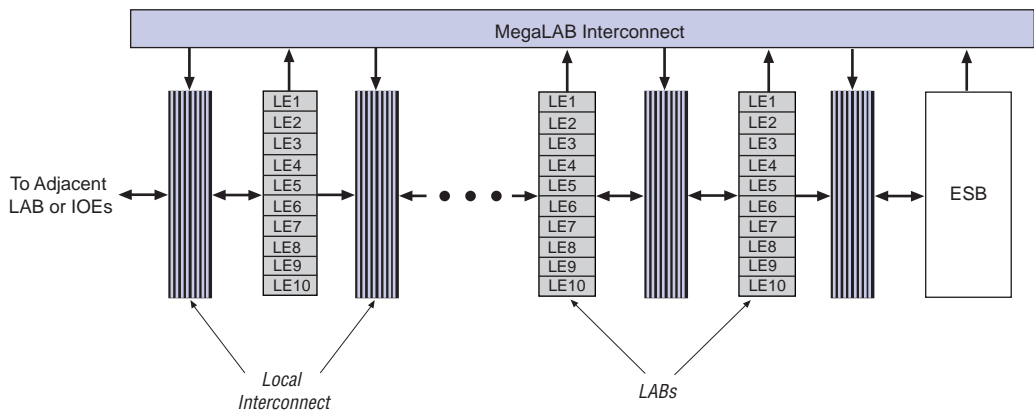 MegaLAB Interconnect
LE1
LE2
LE3
LE4
LE5
LE6
LE7
LE8
LE9
LE10
LE1
LE2
LE3
LE4
LE5
LE6
LE7
LE8
LE9
LE10
LE1
LE2
LE3
LE4
LE5
LE6
LE7
LE8
LE9
LE10
To Adjacent
LAB or IOEs
ESB
Local
Interconnect
LABs